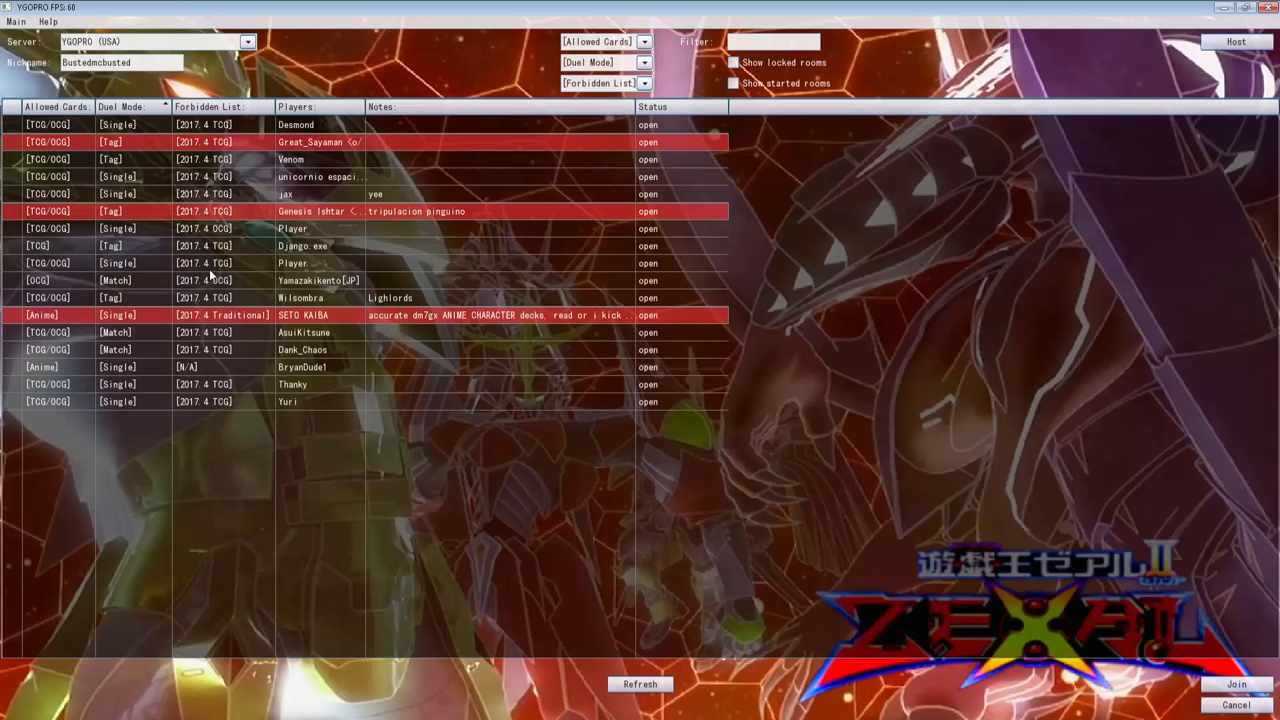 YGOPRO FPS: 60
Main Help
Server: YGOPRO (USA) [Allowed Cards] Filter: Host
Nickname: Bustedmcbusted [Duel Mode] Show locked rooms
[Forbidden List] Show started rooms
Allowed Cards: Duel Mode: Forbidden List: Players: Notes: Status
[TCG/OCG] [Single] [2017.4 TCG] Desmond open
[TCG/OCG] [Tag] [2017.4 TCG] Great_Sayaman <o/ open
[TCG/OCG] [Tag] [2017.4 TCG] Venom open
[TCG/OCG] [Single] [2017.4 TCG] unicornio espaci... open
[TCG/OCG] [Single] [2017.4 TCG] jax yee open
[TCG/OCG] [Tag] [2017.4 TCG] Genesis Ishtar <... tripulacion pinguino open
[TCG/OCG] [Single] [2017.4 OCG] Player open
[TCG] [Tag] [2017.4 TCG] Django.exe open
[TCG/OCG] [Single] [2017.4 TCG] Player open
[OCG] [Match] [2017.4 OCG] Yamazakikento[JP] open
[TCG/OCG] [Tag] [2017.4 TCG] Wilsombra Lighlords open
[Anime] [Single] [2017.4 Traditional] SETO KAIBA accurate dm7gx ANIME CHARACTER decks, read or i kick ... open
[TCG/OCG] [Match] [2017.4 TCG] AsuiKitsune open
[TCG/OCG] [Match] [2017.4 TCG] Dank_Chaos open
[Anime] [Single] [N/A] BryanDude1 open
[TCG/OCG] [Single] [2017.4 TCG] Thanky open
[TCG/OCG] [Single] [2017.4 TCG] Yuri open
遊戯王ゼアルⅡ
セカンド
ZEXAL
Refresh Join
Cancel